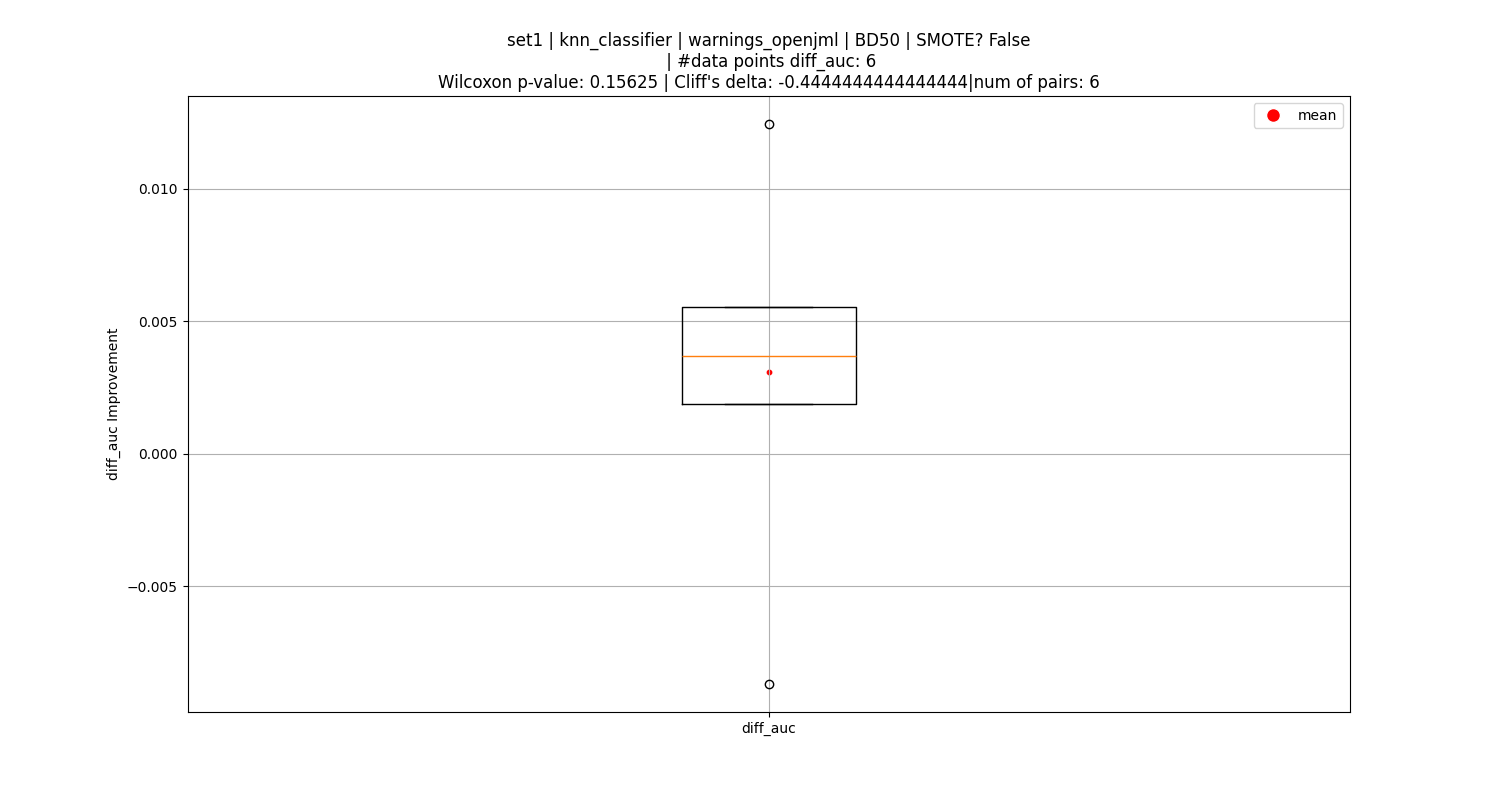 set1 | knn_classifier | warnings_openjml | BD50 | SMOTE? False
| #data points diff_auc: 6
Wilcoxon p-value: 0.15625 | Cliff's delta: -0.4444444444444444|num of pairs: 6
mean
0.010
0.005
0.000
−0.005
diff_auc Improvement
diff_auc